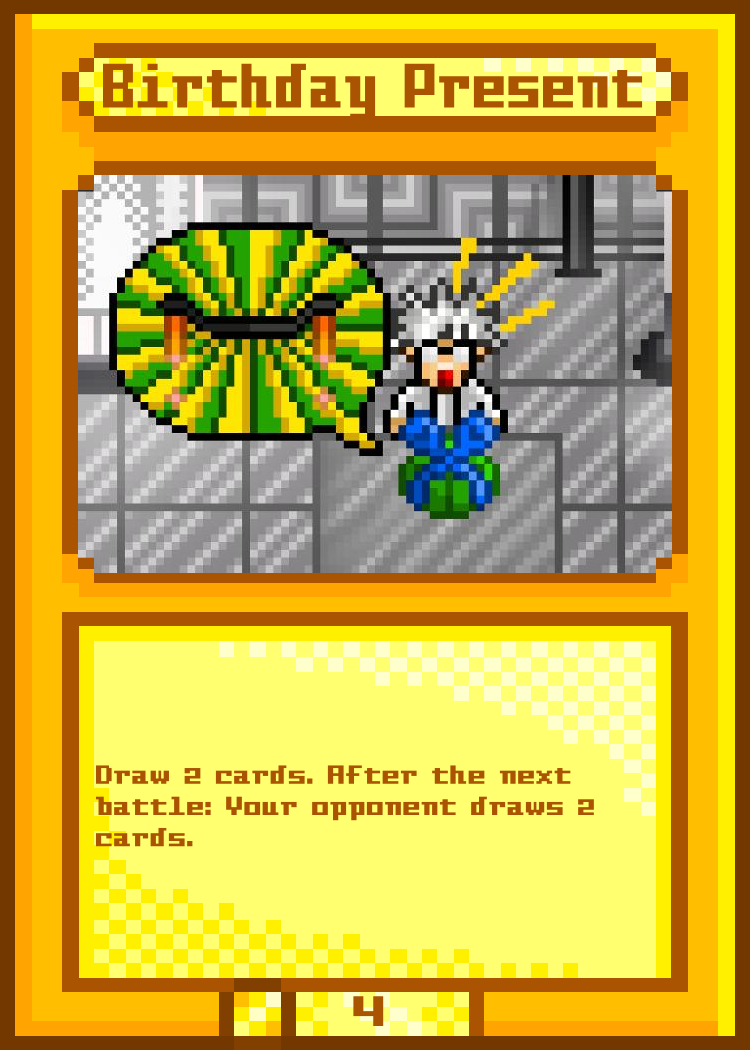 Birthday Present
Draw 2 cards. After the next
battle: Your opponent draws 2
cards.
4